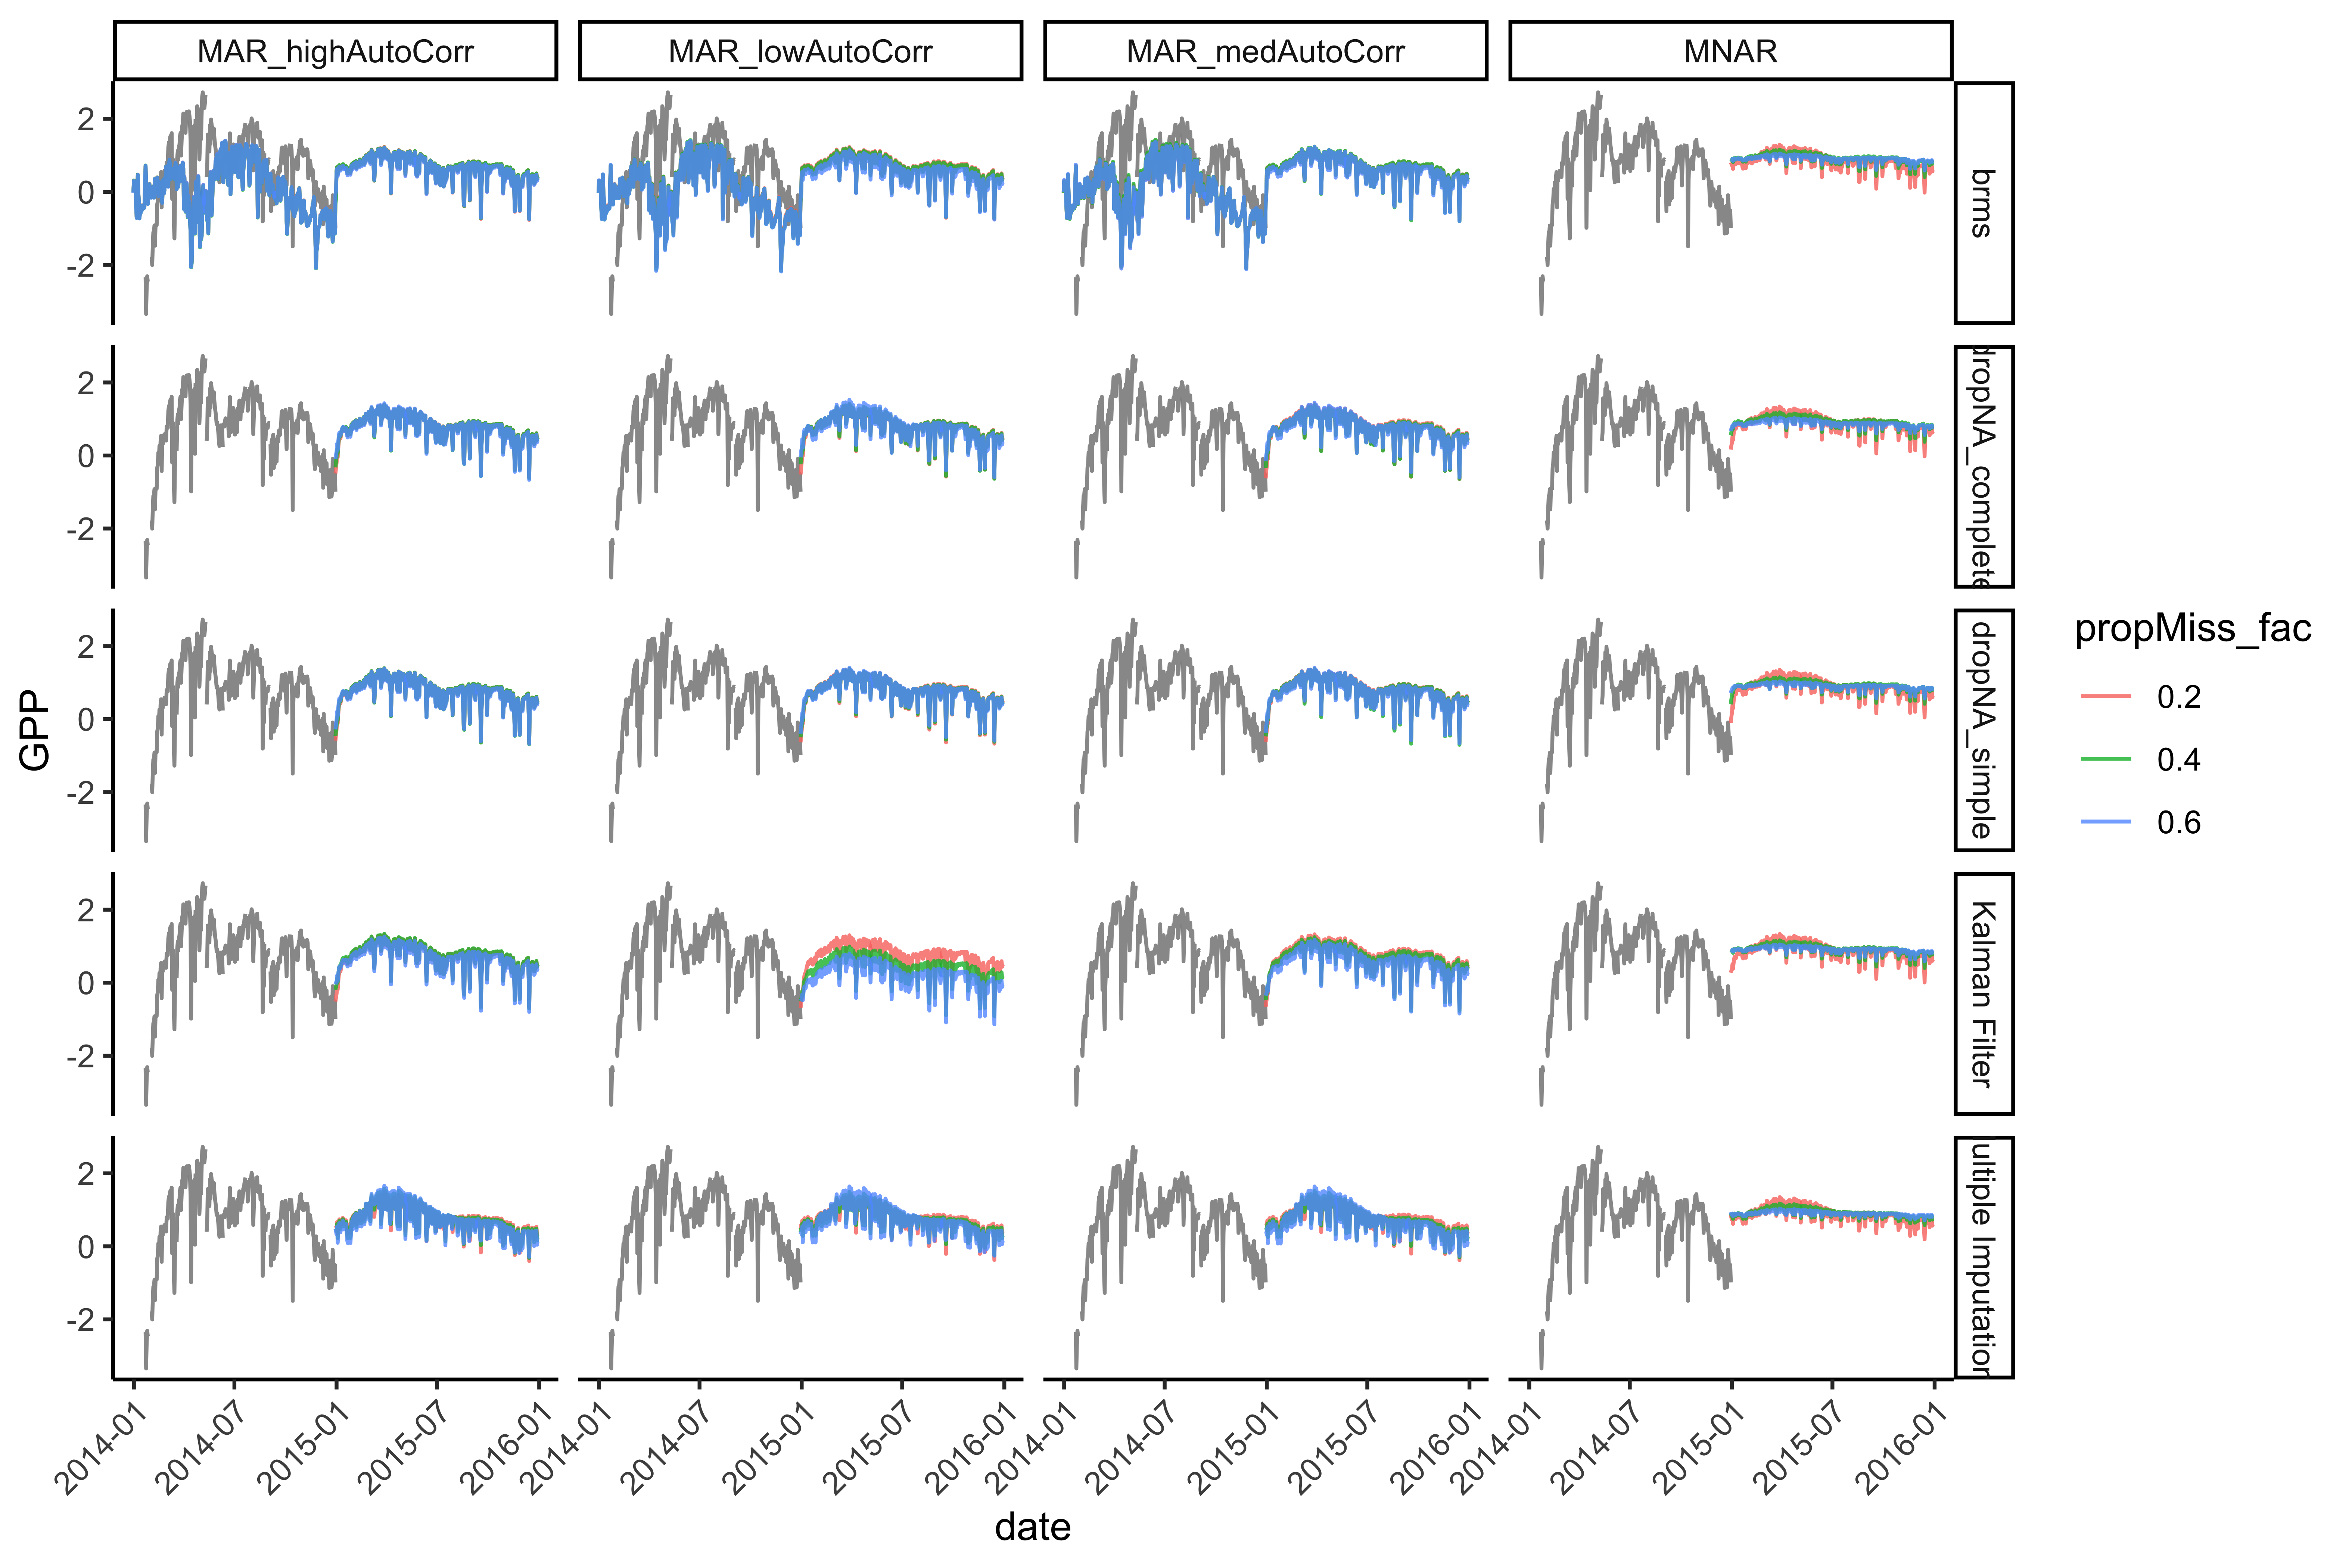 MAR_highAutoCorr MAR_lowAutoCorr MAR_medAutoCorr MNAR
2
0
-2
brms
2
0
-2
dropNA_complete
2
0
-2
dropNA_simple
2
0
-2
Kalman Filter
2
0
-2
ultiple Imputation
GPP
2014-01 2014-07 2015-01 2015-07 2016-01 2014-01 2014-07 2015-01 2015-07 2016-01 2014-01 2014-07 2015-01 2015-07 2016-01 2014-01 2014-07 2015-01 2015-07 2016-01
date
propMiss_fac
0.2
0.4
0.6